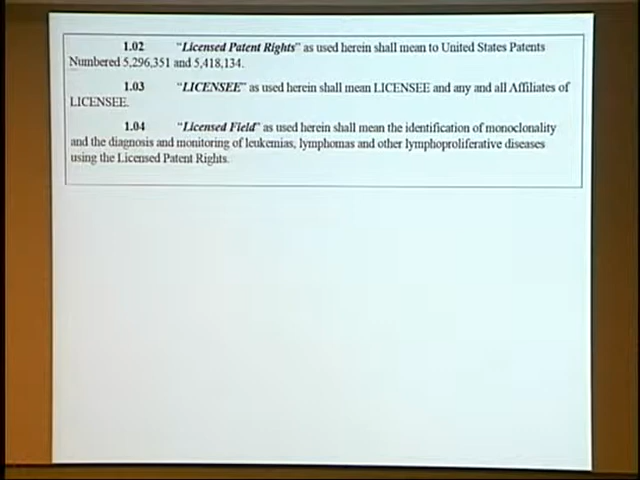 1.02 "Licensed Patent Rights" as used herein shall mean to United States Patents
Numbered 5,296,351 and 5,418,134.
1.03 "LICENSEE" as used herein shall mean LICENSEE and any and all Affiliates of
LICENSEE.
1.04 "Licensed Field" as used herein shall mean the identification of monoclonality
and the diagnosis and monitoring of leukemias, lymphomas and other lymphoproliferative diseases
using the Licensed Patent Rights.